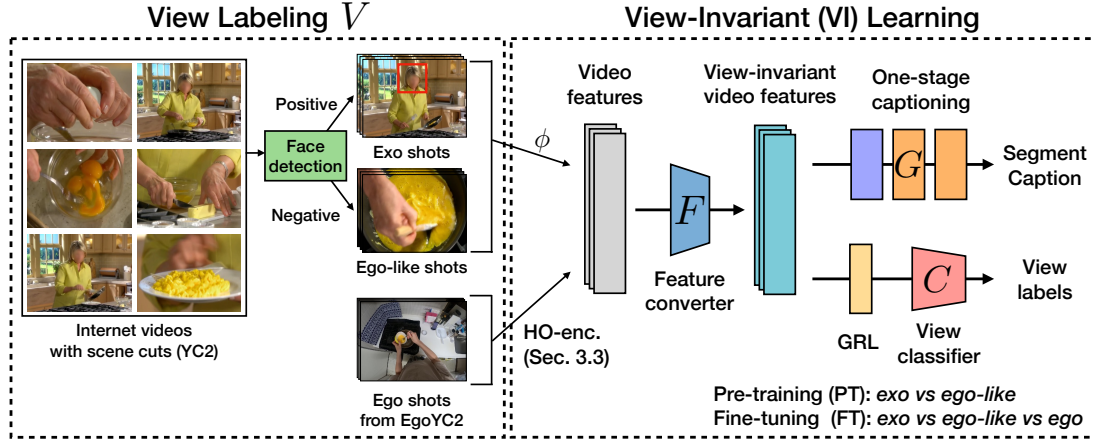 View Labeling V
View-Invariant (VI) Learning
Positive
Face
detection
Negative
Exo shots
Ego-like shots
Internet videos
with scene cuts (YC2)
Ego shots
from EgoYC2
ϕ
HO-enc.
(Sec. 3.3)
Video
features
F
Feature
converter
View-invariant
video features
One-stage
captioning
G
Segment
Caption
GRL
C
View
classifier
View
labels
Pre-training (PT): exo vs ego-like
Fine-tuning (FT): exo vs ego-like vs ego